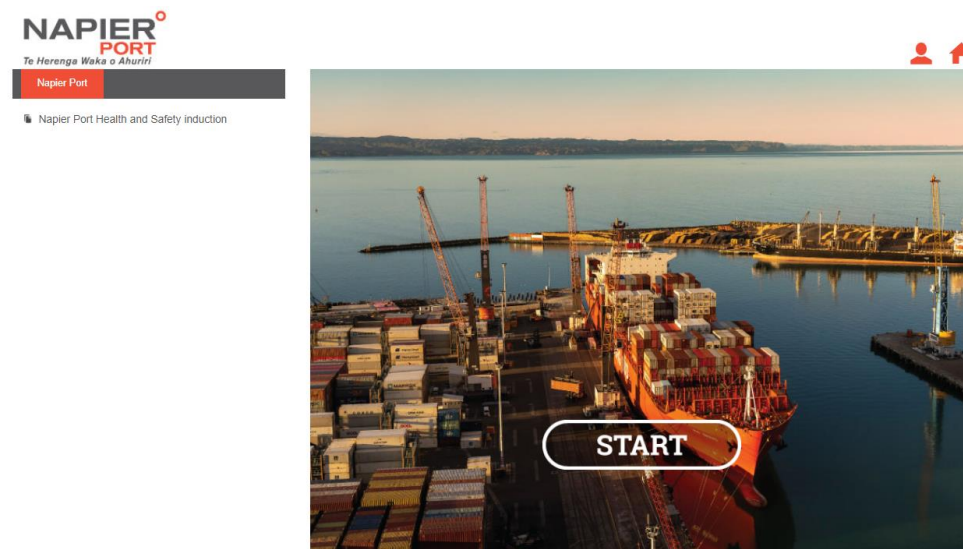 NAPIER
PORT
Te Herenga Waka o Ahuriri
Napier Port
Napier Port Health and Safety induction
START